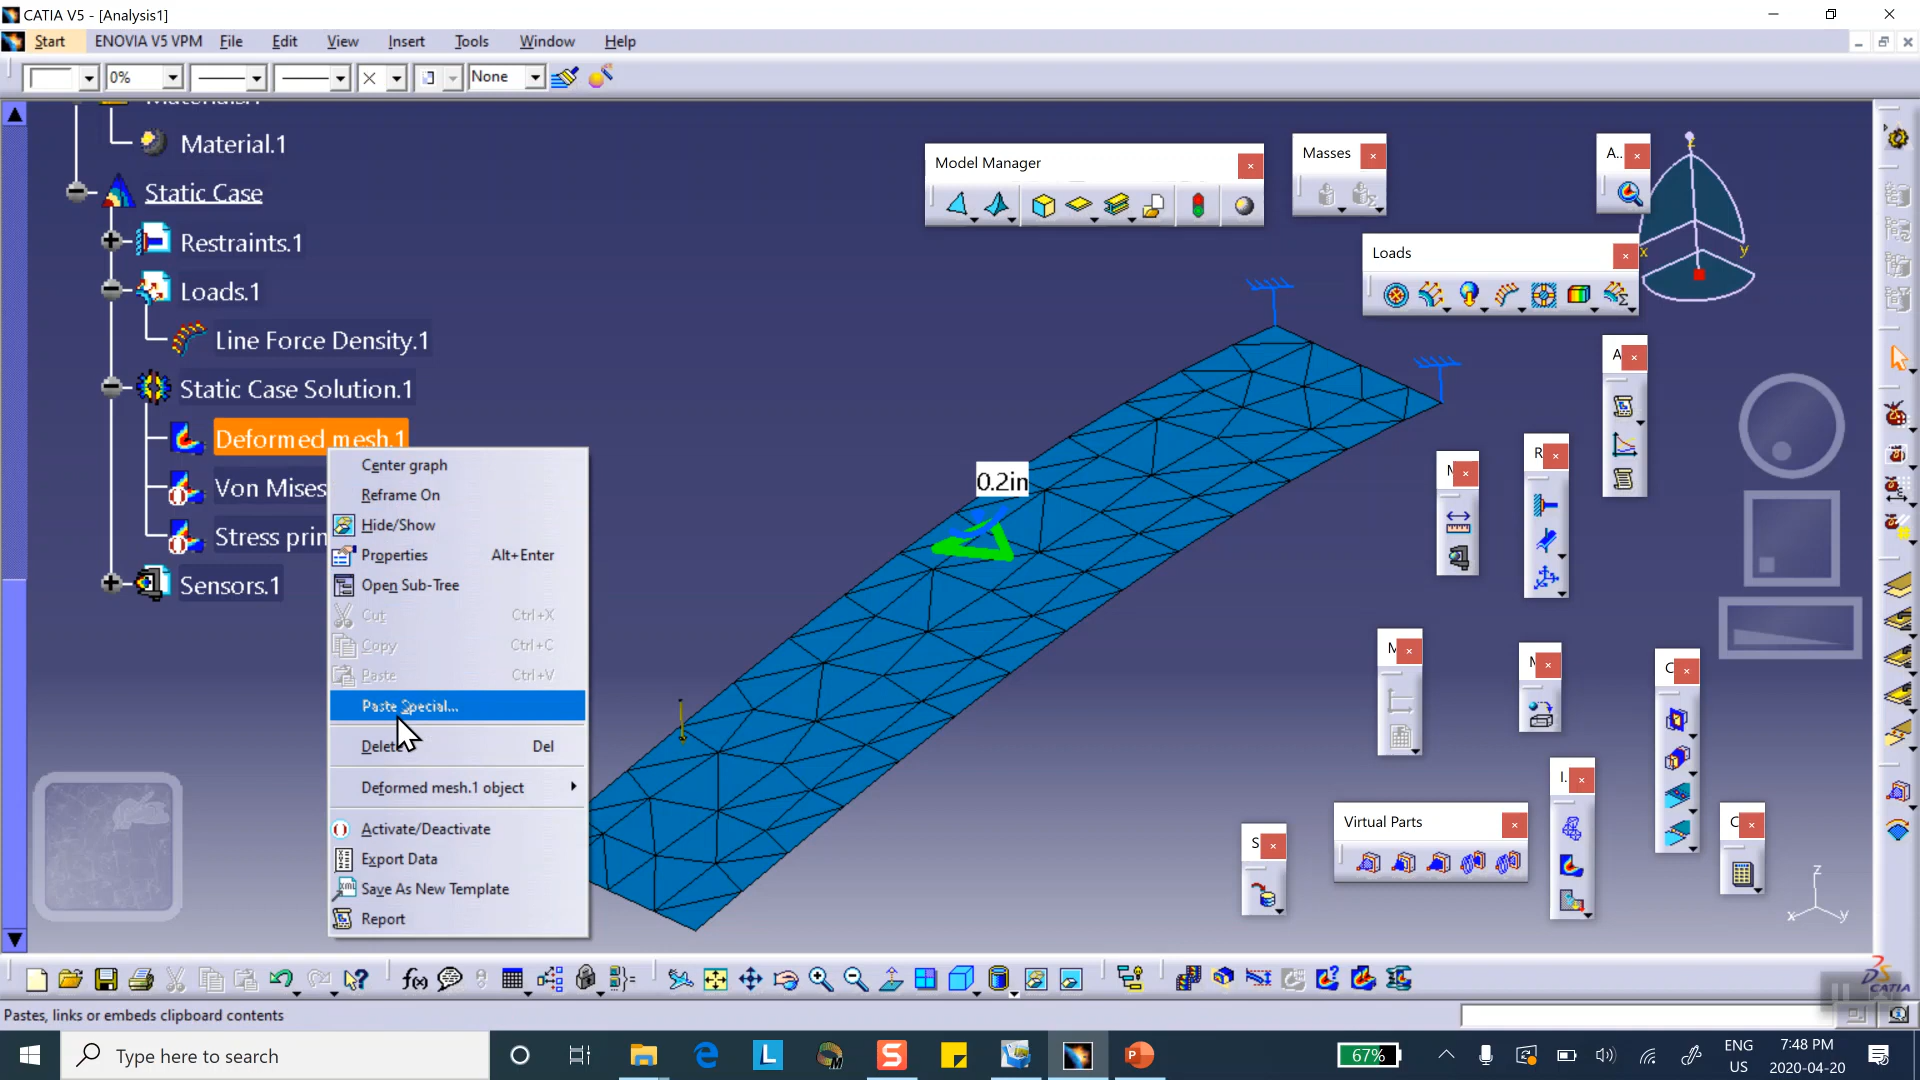 CATIA V5 - [Analysis1]
Start ENOVIA V5 VPM File Edit View Insert Tools Window Help
0% None
Material.1
Static Case
Restraints.1
Loads.1
Line Force Density.1
Static Case Solution.1
Deformed mesh.1
Von Mises
Stress prin
Sensors.1
Center graph
Reframe On
Hide/Show
Properties Alt+Enter
Open Sub-Tree
Cut Ctrl+X
Copy Ctrl+C
Paste Ctrl+V
Paste Special...
Delete Del
Deformed mesh.1 object
Activate/Deactivate
Export Data
Save As New Template
Report
0.2in
Model Manager
Masses
A..
Loads
x y z
A
R
C
I.
Virtual Parts
S
C
z
x y
CATIA
Pastes, links or embeds clipboard contents
Type here to search
67%
ENG
US
7:48 PM
2020-04-20